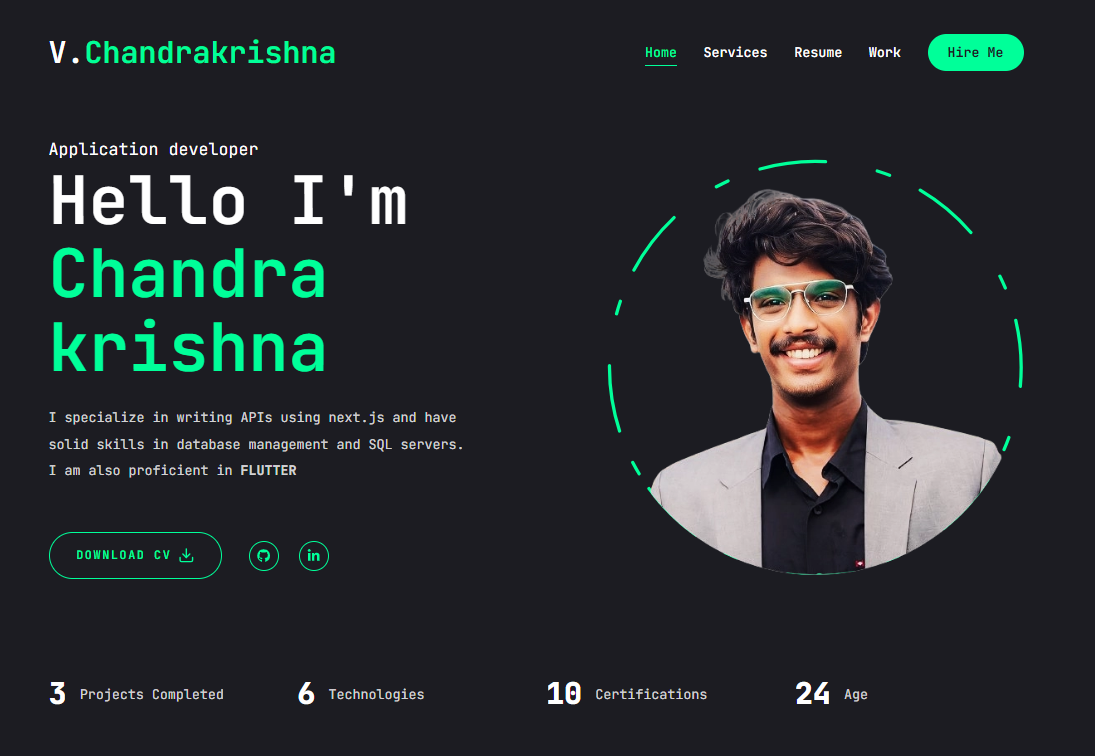 V.Chandrakrishna
Home Services Resume Work Hire Me
Application developer
Hello I'm
Chandra
krishna
I specialize in writing APIs using next.js and have
solid skills in database management and SQL servers.
I am also proficient in FLUTTER
DOWNLOAD CV
in
3 Projects Completed
6 Technologies
10 Certifications
24 Age